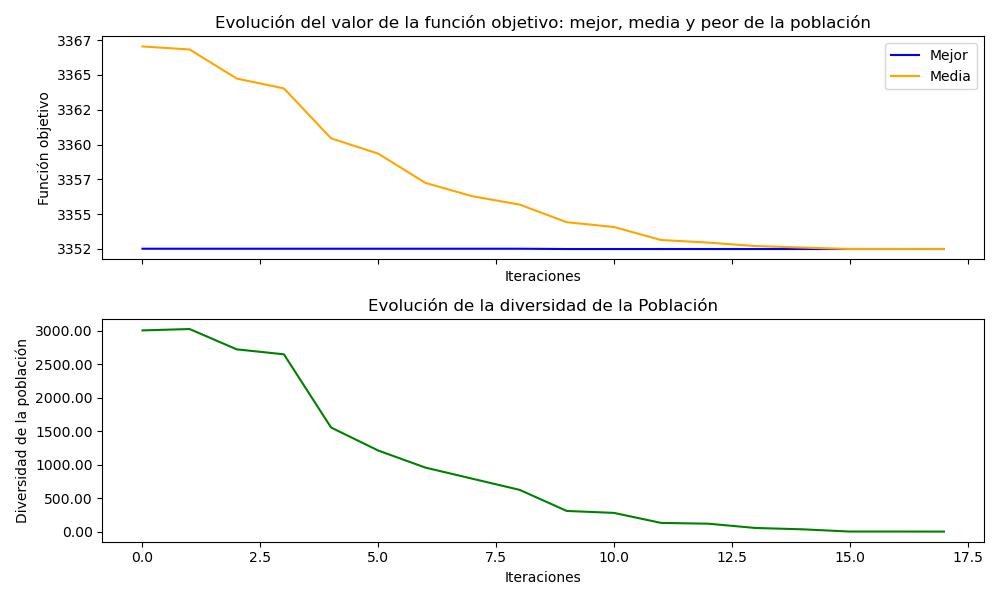 Evolución del valor de la función objetivo: mejor, media y peor de la población
Función objetivo
3367
3365
3362
3360
3357
3355
3352
Mejor
Media
Iteraciones
Evolución de la diversidad de la Población
Diversidad de la población
3000.00
2500.00
2000.00
1500.00
1000.00
500.00
0.00
0.0 2.5 5.0 7.5 10.0 12.5 15.0 17.5
Iteraciones